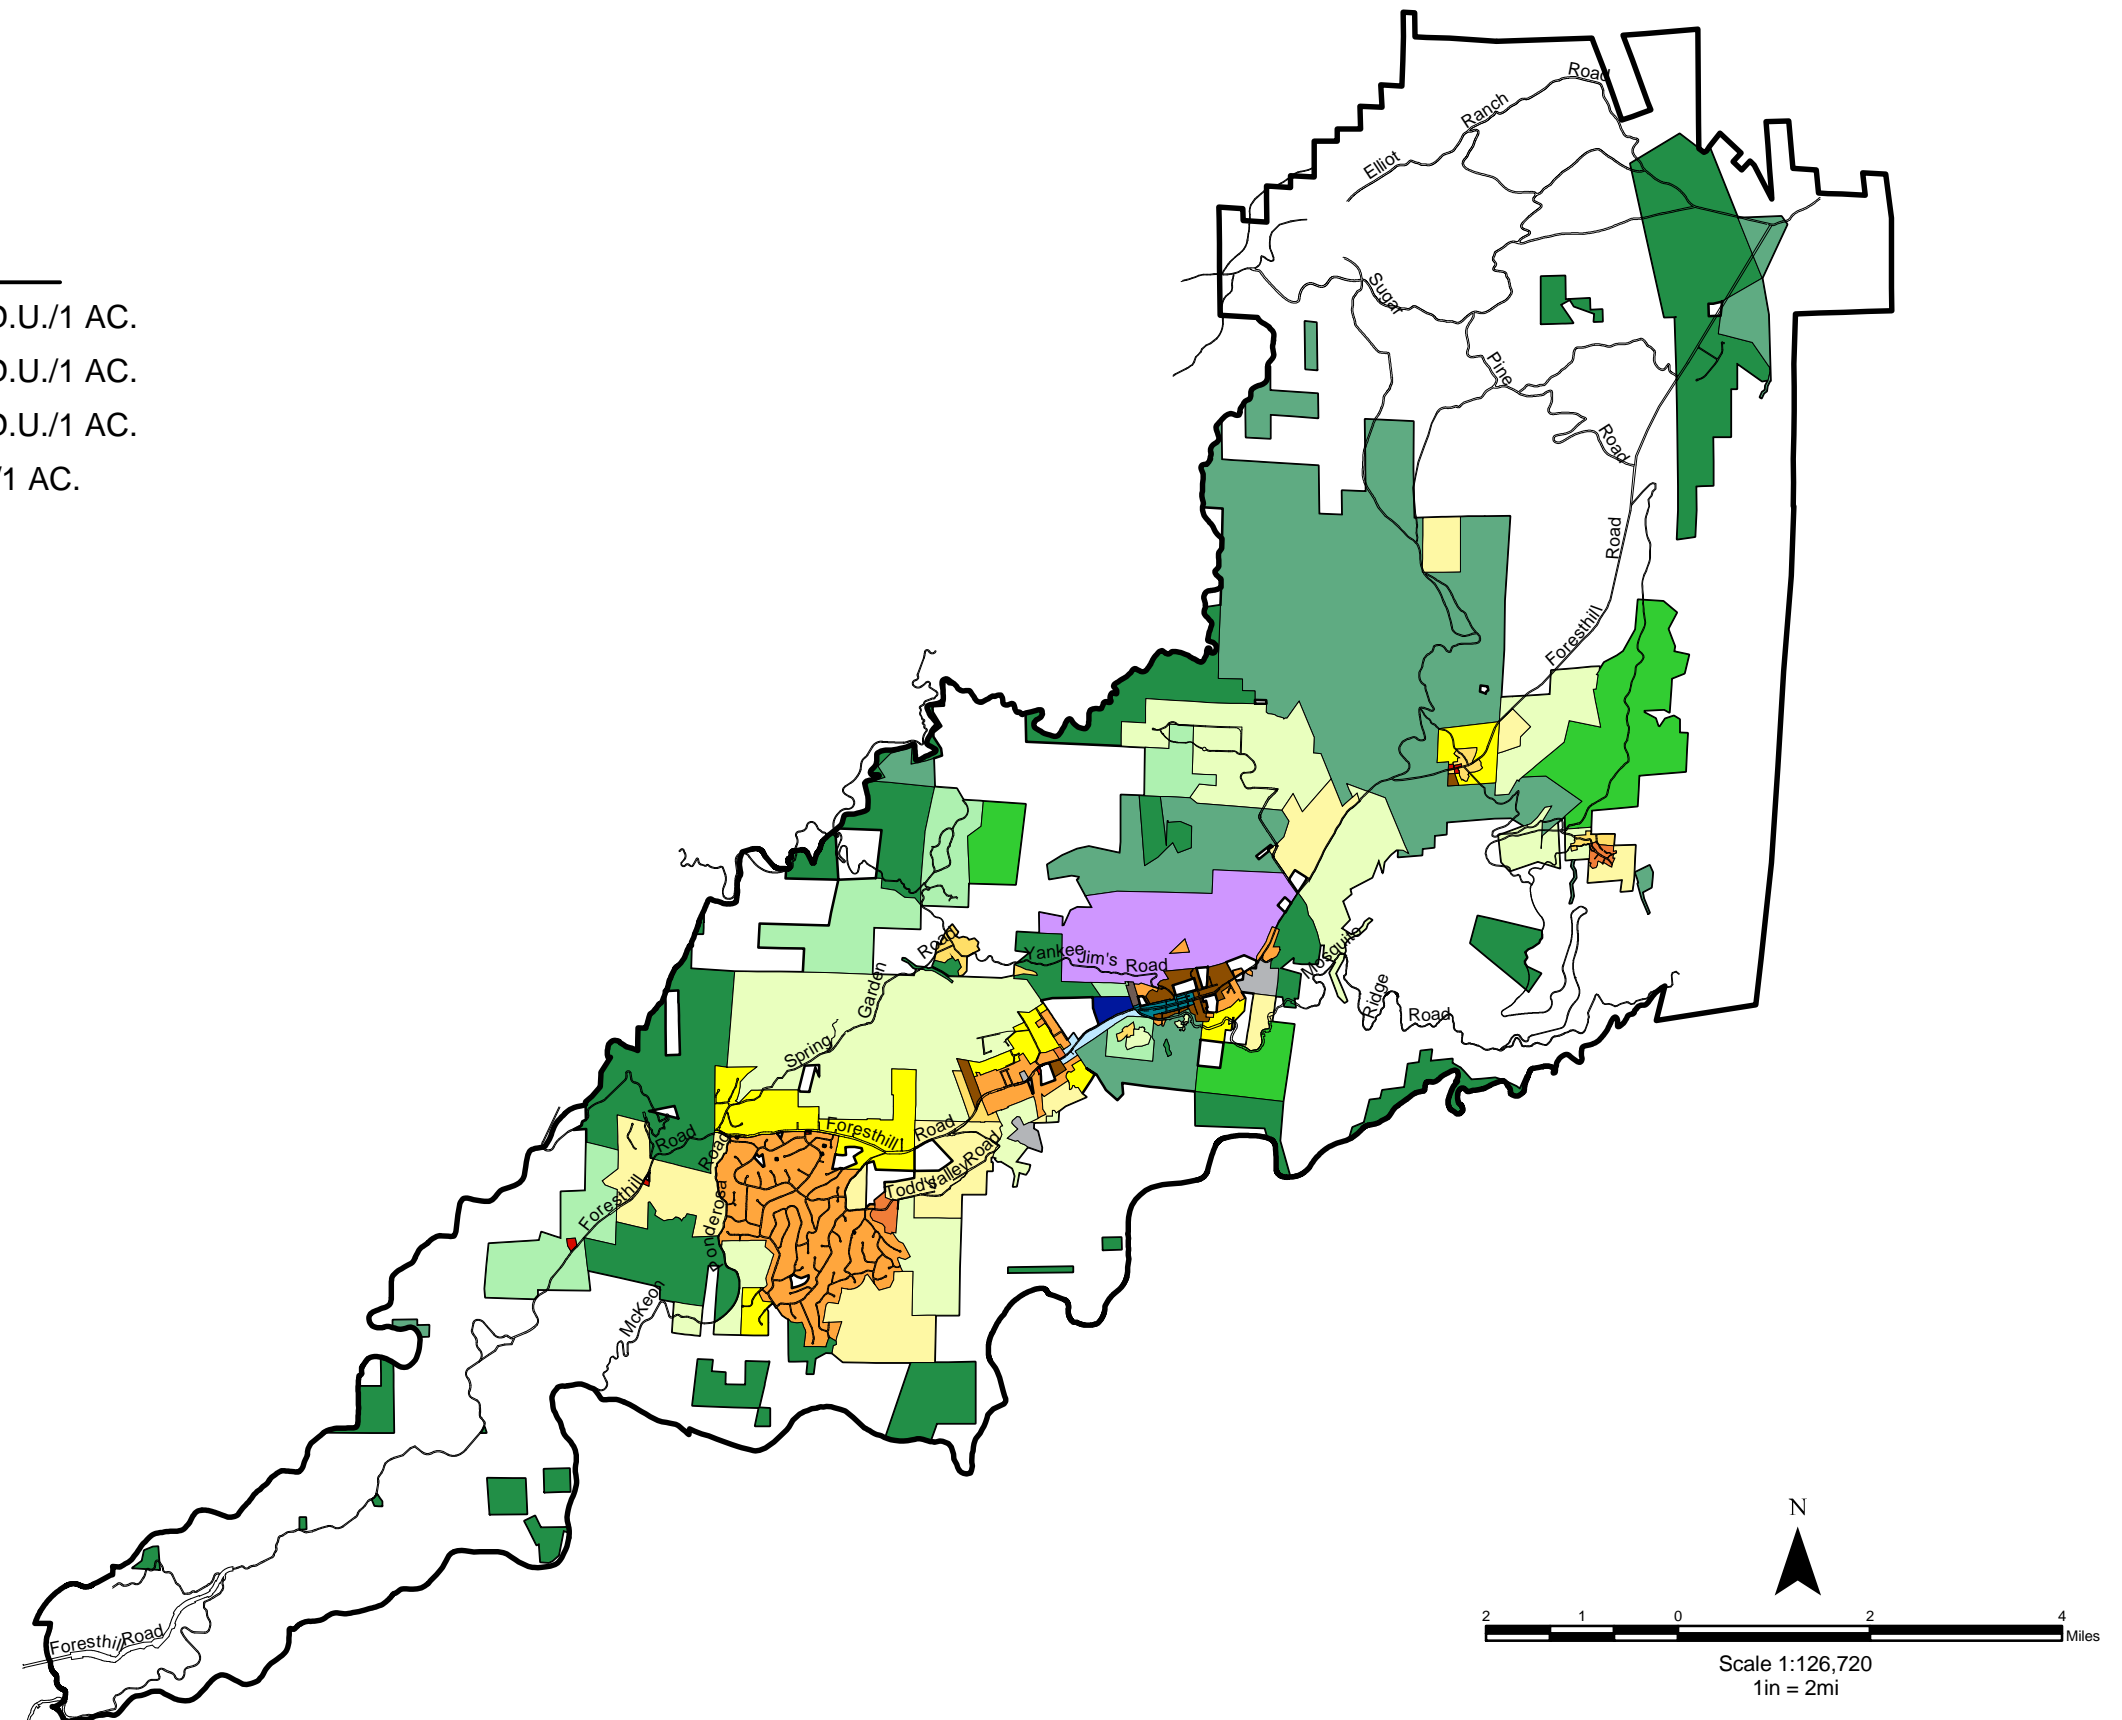 D.U./1 AC.
D.U./1 AC.
D.U./1 AC.
/1 AC.
Road
Ranch
Elliot
Sugar
Pine
Road
Road
Foresthill
Mosquito
Ridge
Road
Yankee Jim's Road
Road
Garden
Spring
Foresthill Road
Todd's Valley Road
Road
Foresthill
Road
Ponderosa
McKeon
Foresthill Road
N
2 1 0 2 4
Miles
Scale 1:126,720
1in = 2mi